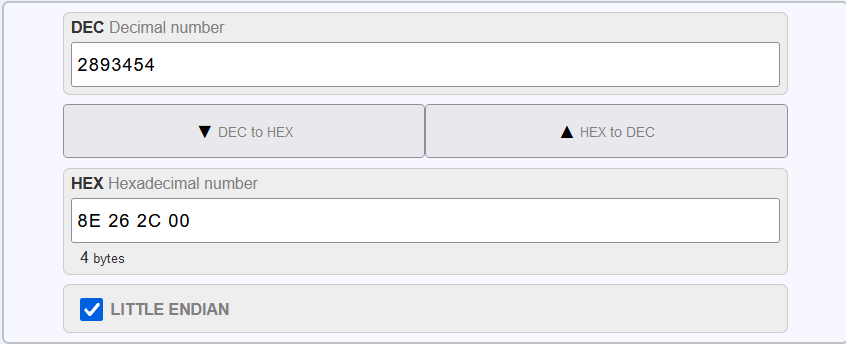 DEC Decimal number
2893454
▼ DEC to HEX
▲ HEX to DEC
HEX Hexadecimal number
8E 26 2C 00
4 bytes
LITTLE ENDIAN